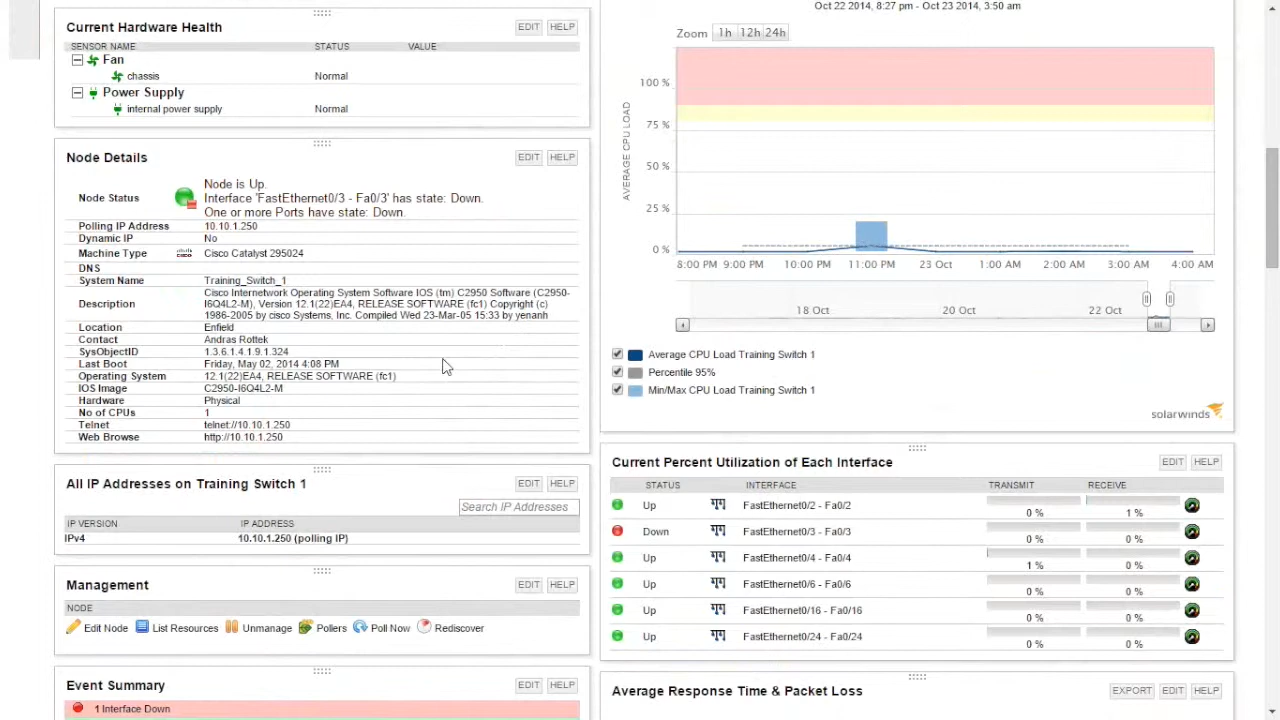 Current Hardware Health
EDIT HELP
SENSOR NAME STATUS VALUE
Fan
chassis Normal
Power Supply
internal power supply Normal
Node Details
EDIT HELP
Node Status
Node is Up.
Interface 'FastEthernet0/3 - Fa0/3' has state: Down.
One or more Ports have state: Down.
Polling IP Address 10.10.1.250
Dynamic IP No
Machine Type Cisco Catalyst 295024
DNS
System Name Training_Switch_1
Description
Cisco Internetwork Operating System Software IOS (tm) C2950 Software (C2950-
I6Q4L2-M), Version 12.1(22)EA4, RELEASE SOFTWARE (fc1) Copyright (c)
1986-2005 by cisco Systems, Inc. Compiled Wed 23-Mar-05 15:33 by yenanh
Location Enfield
Contact Andras Rottek
SysObjectID 1.3.6.1.4.1.9.1.324
Last Boot Friday, May 02, 2014 4:08 PM
Operating System 12.1(22)EA4, RELEASE SOFTWARE (fc1)
IOS Image C2950-I6Q4L2-M
Hardware Physical
No of CPUs 1
Telnet telnet://10.10.1.250
Web Browse http://10.10.1.250
All IP Addresses on Training Switch 1
EDIT HELP
Search IP Addresses
IP VERSION IP ADDRESS
IPv4 10.10.1.250 (polling IP)
Management
EDIT HELP
NODE
Edit Node List Resources Unmanage Pollers Poll Now Rediscover
Event Summary
EDIT HELP
1 Interface Down
Oct 22 2014, 8:27 pm - Oct 23 2014, 3:50 am
Zoom 1h 12h 24h
AVERAGE CPU LOAD
100 %
75 %
50 %
25 %
0 %
8:00 PM 9:00 PM 10:00 PM 11:00 PM 23 Oct 1:00 AM 2:00 AM 3:00 AM 4:00 AM
18 Oct 20 Oct 22 Oct
Average CPU Load Training Switch 1
Percentile 95%
Min/Max CPU Load Training Switch 1
solarwinds
Current Percent Utilization of Each Interface
EDIT HELP
STATUS INTERFACE TRANSMIT RECEIVE
Up FastEthernet0/2 - Fa0/2 0 % 1 %
Down FastEthernet0/3 - Fa0/3 0 % 0 %
Up FastEthernet0/4 - Fa0/4 1 % 0 %
Up FastEthernet0/6 - Fa0/6 0 % 0 %
Up FastEthernet0/16 - Fa0/16 0 % 0 %
Up FastEthernet0/24 - Fa0/24 0 % 0 %
Average Response Time & Packet Loss
EXPORT EDIT HELP